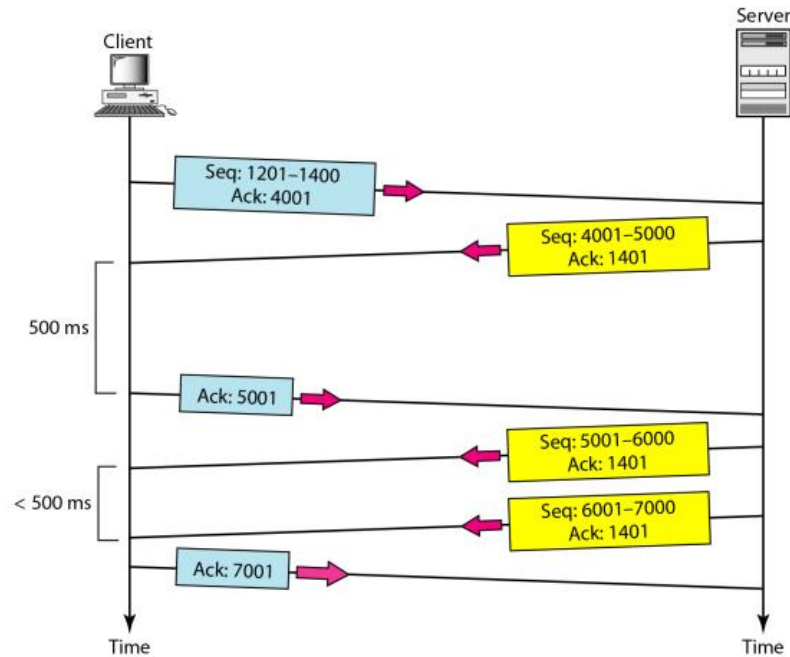 Client
Server
Seq: 1201–1400
Ack: 4001
Seq: 4001–5000
Ack: 1401
500 ms
Ack: 5001
Seq: 5001–6000
Ack: 1401
< 500 ms
Seq: 6001–7000
Ack: 1401
Ack: 7001
Time
Time